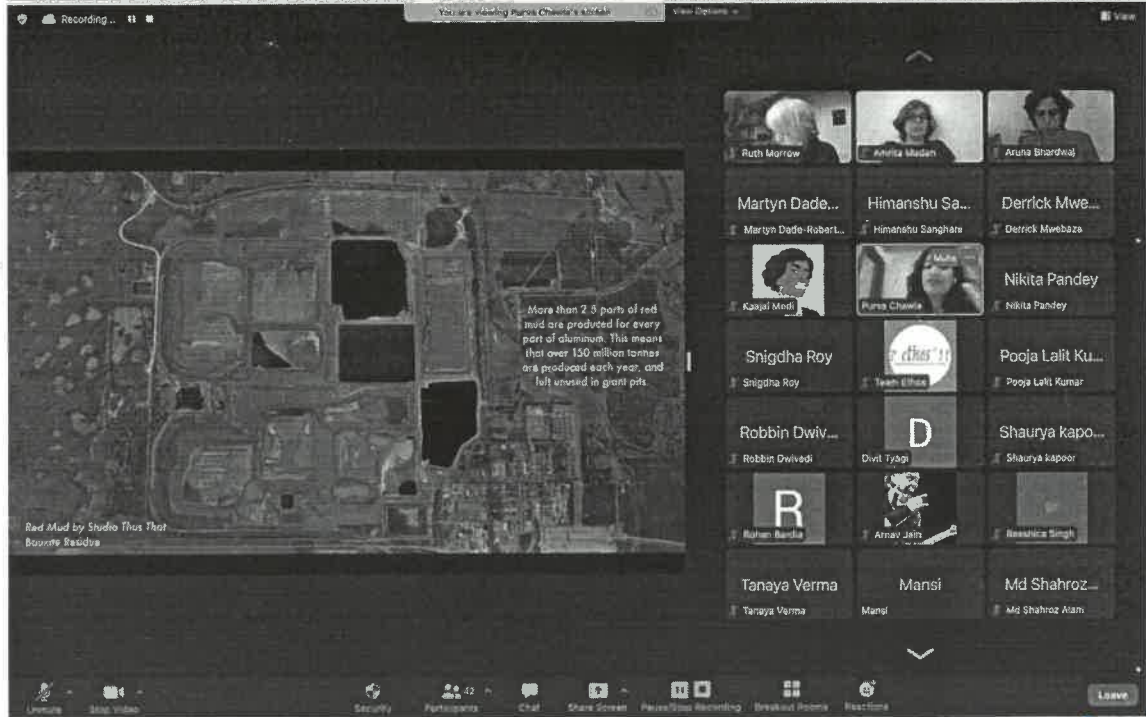 Recording...
You are viewing Purva Chawla's screen
View Options
View
Ruth Morrow
Amrita Madan
Aruna Bhardwaj
Martyn Dade...
Martyn Dade-Robert...
Himanshu Sa...
Himanshu Sanghani
Derrick Mwe...
Derrick Mwebaza
Kaajal Modi
Mute
Purva Chawla
Nikita Pandey
Nikita Pandey
Snigdha Roy
Snigdha Roy
Team Ethos
Pooja Lalit Ku...
Pooja Lalit Kumar
Robbin Dwiv...
Robbin Dwivedi
D
Divit Tyagi
Shaurya kapo...
Shaurya kapoor
R
Rohan Bardia
Arnav Jain
Tanaya Verma
Tanaya Verma
Mansi
Mansi
Md Shahroz...
Md Shahroz Alam
More than 2.5 parts of red
mud are produced for every
part of aluminum. This means
that over 150 million tonnes
are produced each year, and
left unused in giant pits.
Red Mud by Studio Thus That
Bauxite Residue
Unmute
Stop Video
Security
42
Participants
Chat
Share Screen
Pause/Stop Recording
Breakout Rooms
Reactions
Leave